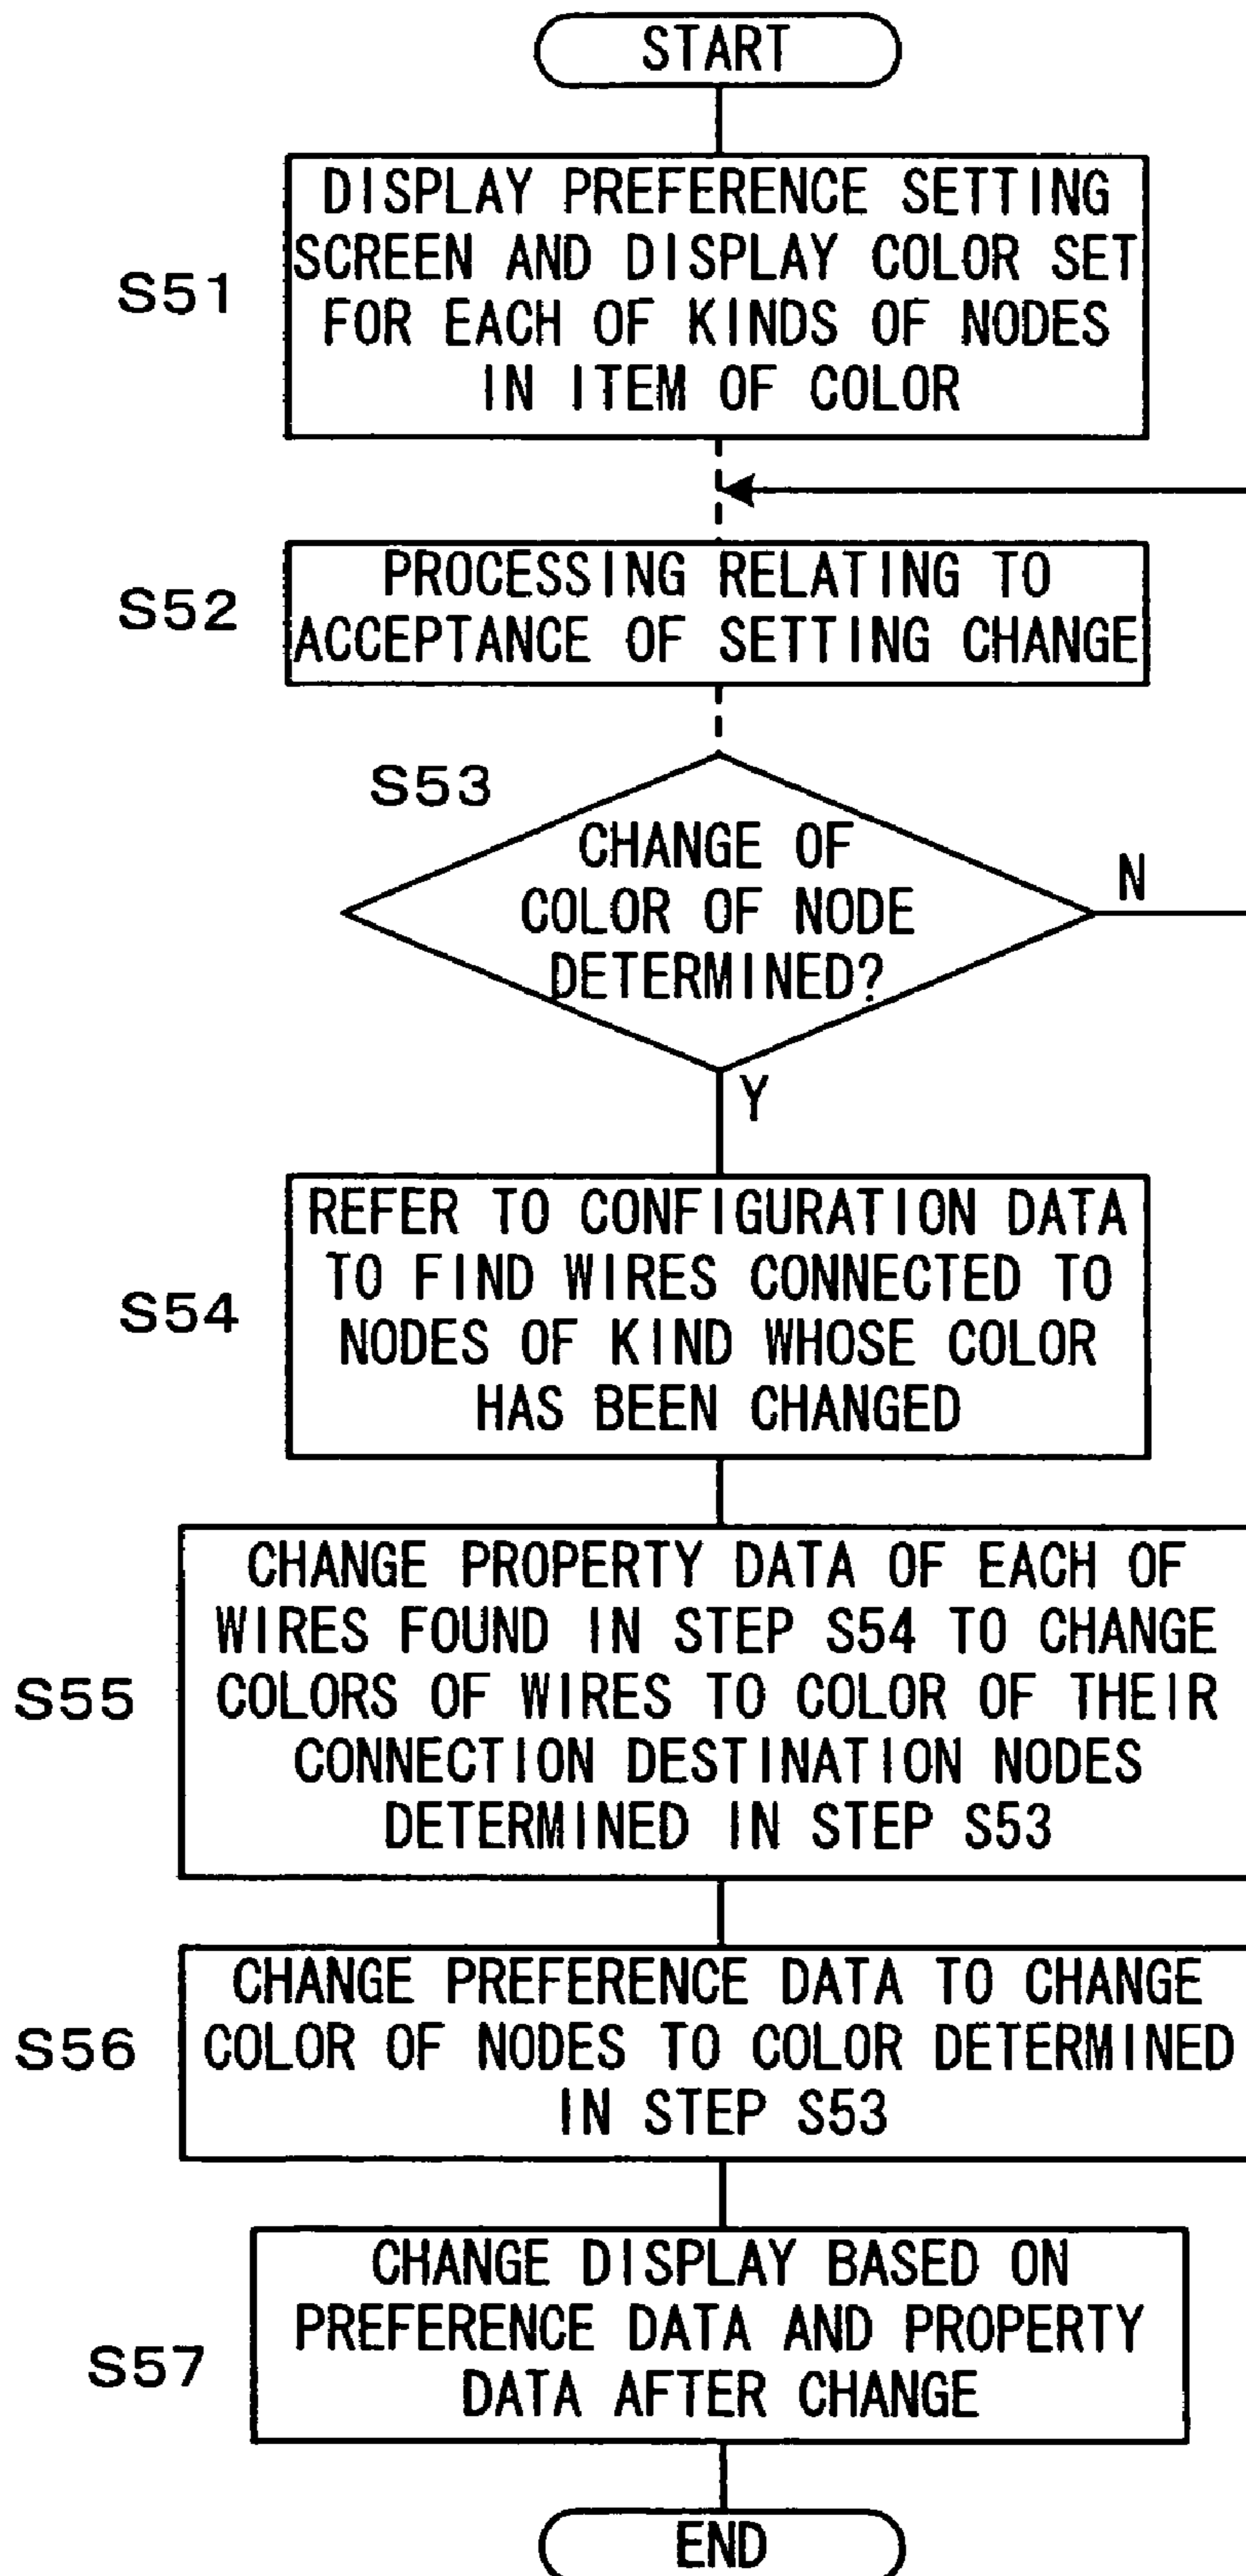 START
S51
DISPLAY PREFERENCE SETTING
SCREEN AND DISPLAY COLOR SET
FOR EACH OF KINDS OF NODES
IN ITEM OF COLOR
S52
PROCESSING RELATING TO
ACCEPTANCE OF SETTING CHANGE
S53
CHANGE OF
COLOR OF NODE
DETERMINED?
N
Y
S54
REFER TO CONFIGURATION DATA
TO FIND WIRES CONNECTED TO
NODES OF KIND WHOSE COLOR
HAS BEEN CHANGED
S55
CHANGE PROPERTY DATA OF EACH OF
WIRES FOUND IN STEP S54 TO CHANGE
COLORS OF WIRES TO COLOR OF THEIR
CONNECTION DESTINATION NODES
DETERMINED IN STEP S53
S56
CHANGE PREFERENCE DATA TO CHANGE
COLOR OF NODES TO COLOR DETERMINED
IN STEP S53
S57
CHANGE DISPLAY BASED ON
PREFERENCE DATA AND PROPERTY
DATA AFTER CHANGE
END